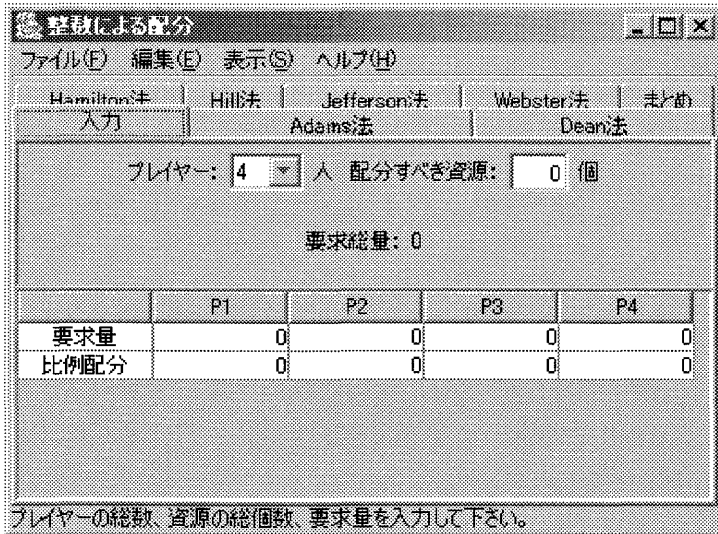 整数による配分
ファイル(F) 編集(E) 表示(S) ヘルプ(H)
Hamilton法 Hill法 Jefferson法 Webster法 まとめ
入力 Adams法 Dean法
プレイヤー: 4 人 配分すべき資源: 0 個
要求総量: 0
P1 P2 P3 P4
要求量 0 0 0 0
比例配分 0 0 0 0
プレイヤーの総数、資源の総個数、要求量を入力して下さい。